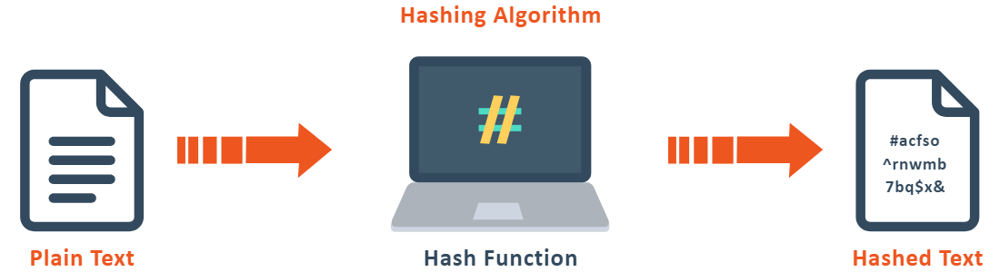 Hashing Algorithm
#
#acfso
^rnwmb
7bq$x&
Plain Text
Hash Function
Hashed Text